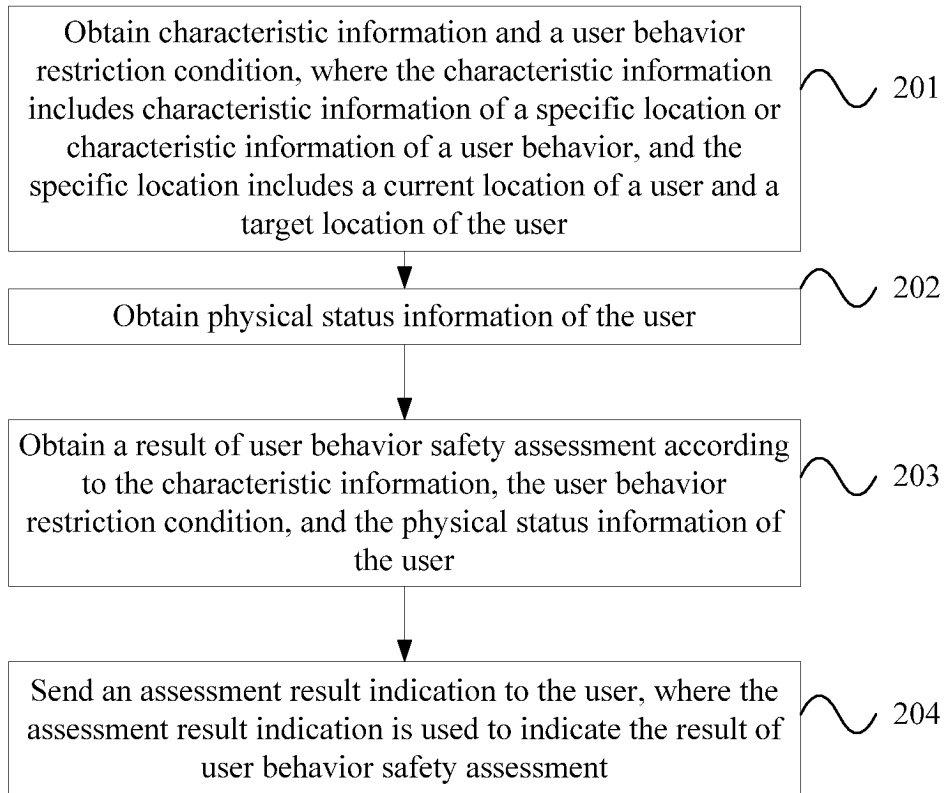 Obtain characteristic information and a user behavior
restriction condition, where the characteristic information
includes characteristic information of a specific location or
characteristic information of a user behavior, and the
specific location includes a current location of a user and a
target location of the user
201
202
Obtain physical status information of the user
Obtain a result of user behavior safety assessment according
to the characteristic information, the user behavior
restriction condition, and the physical status information of
the user
203
Send an assessment result indication to the user, where the
assessment result indication is used to indicate the result of
user behavior safety assessment
204